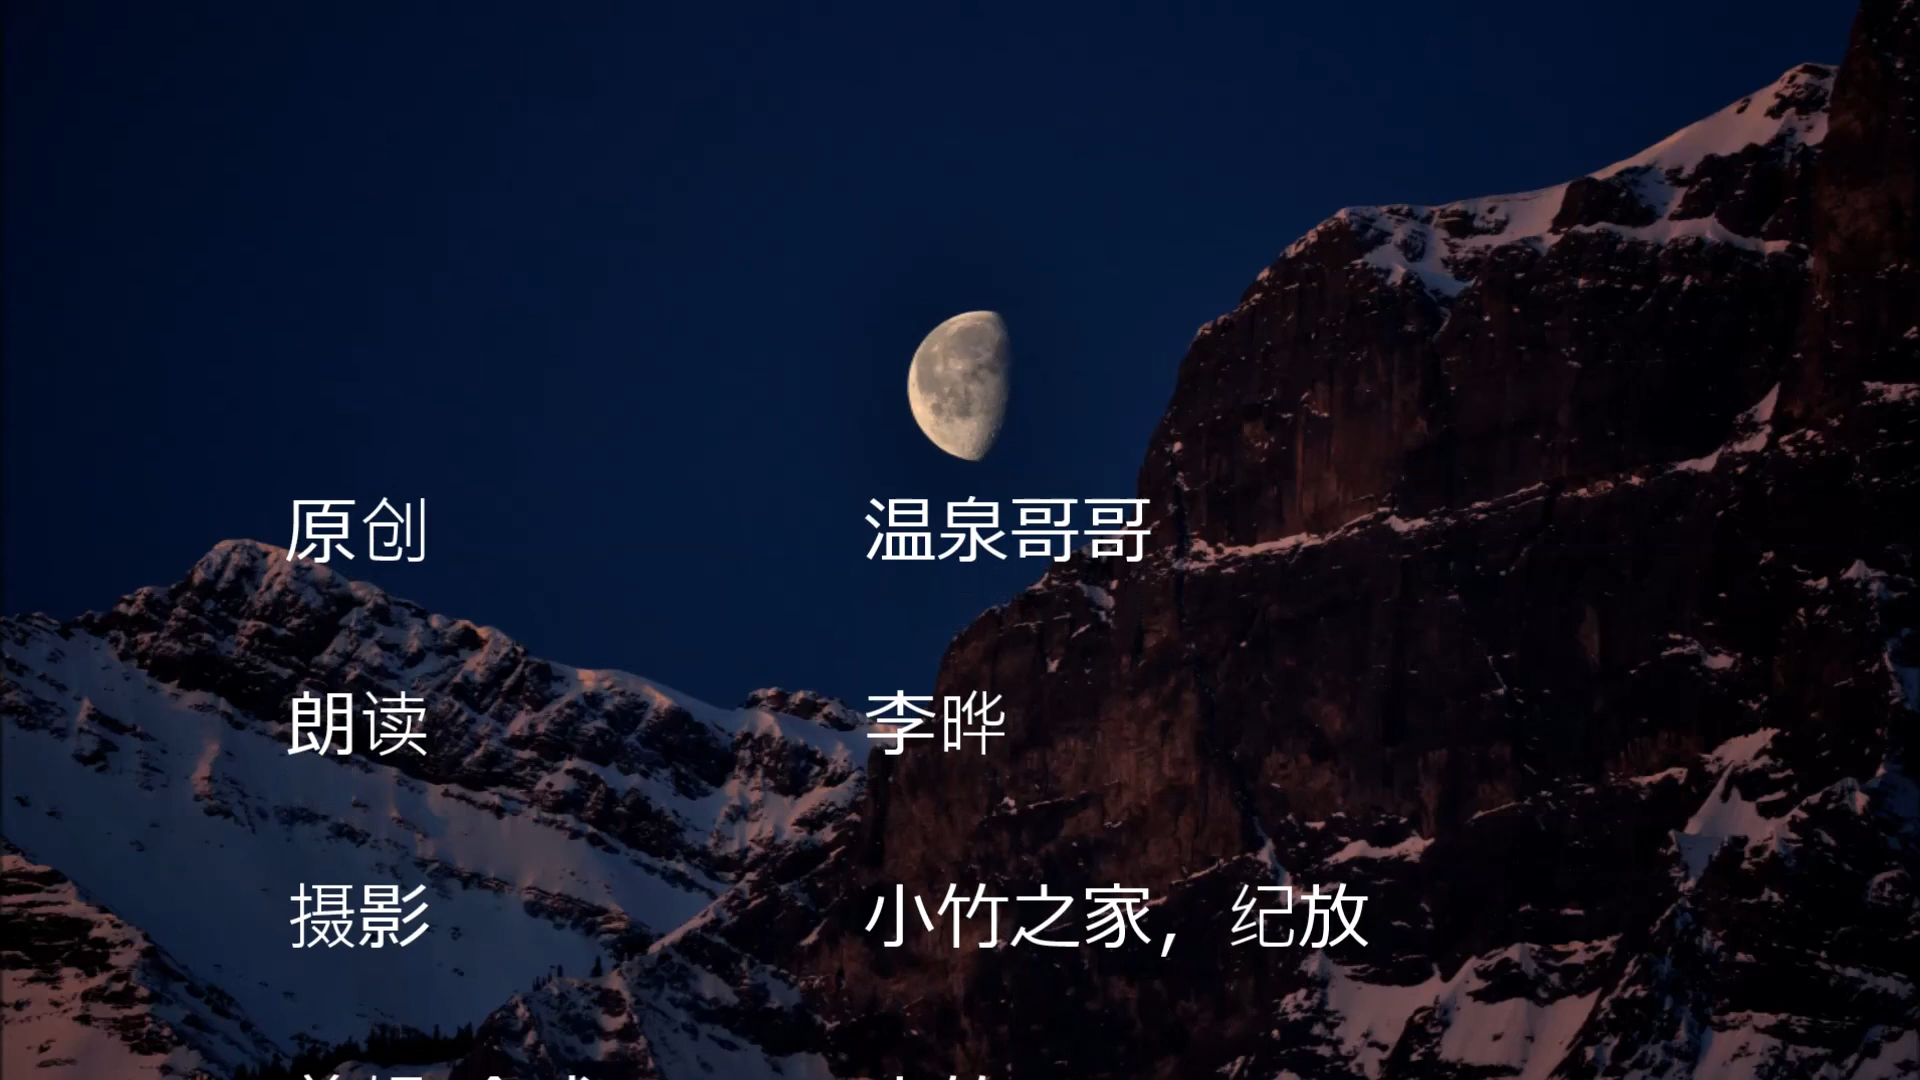 原创 温泉哥哥
朗读 李晔
摄影 小竹之家，纪放